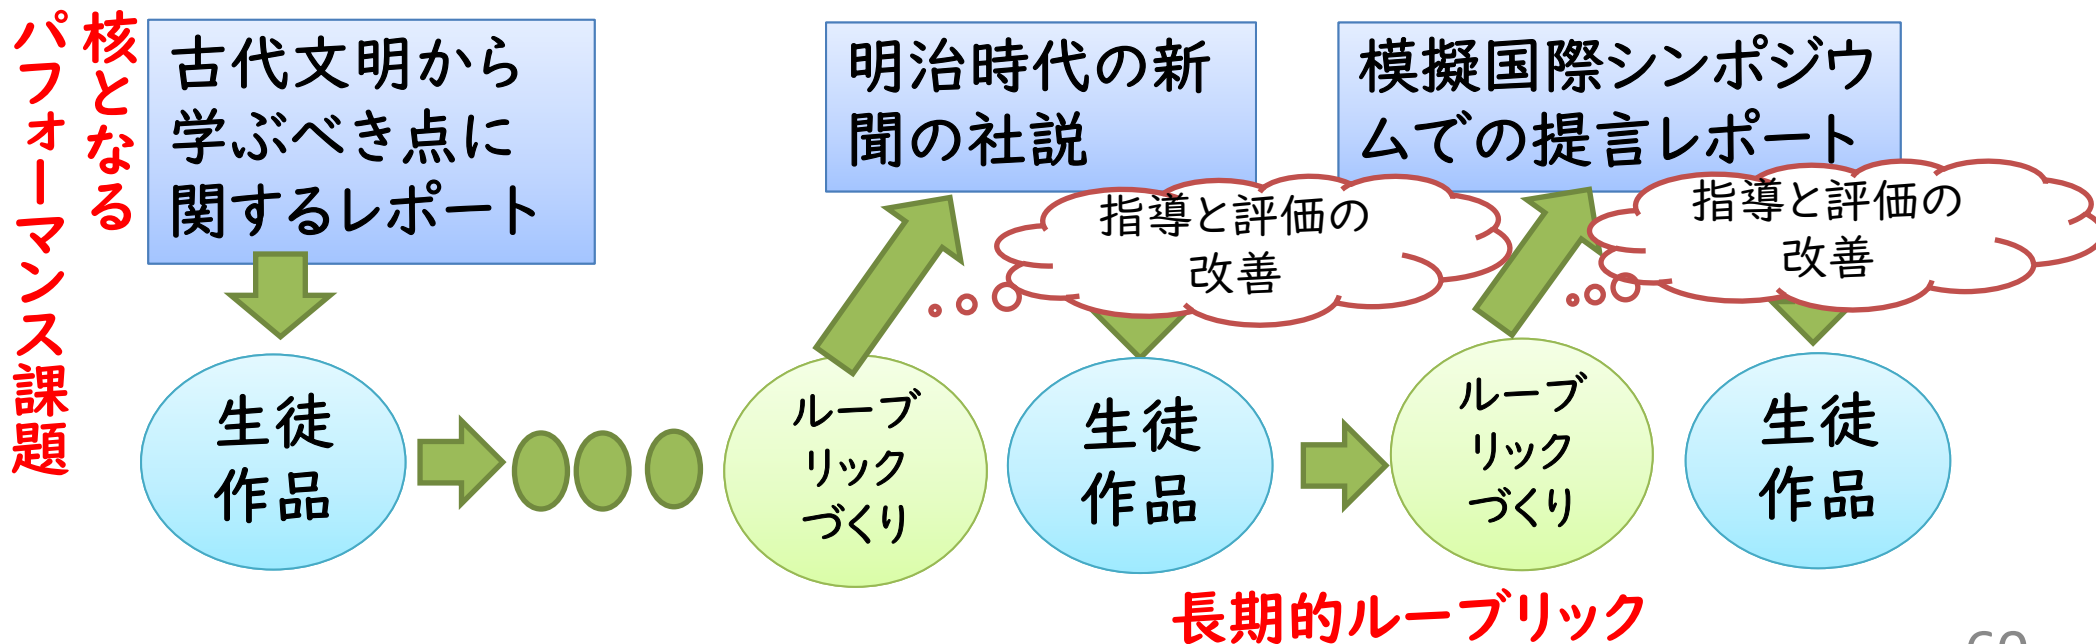 核となる
パフォーマンス課題
古代文明から
学ぶべき点に
関するレポート
明治時代の新
聞の社説
模擬国際シンポジウ
ムでの提言レポート
指導と評価の
改善
指導と評価の
改善
生徒
作品
ルーブ
リック
づくり
生徒
作品
ルーブ
リック
づくり
生徒
作品
長期的ルーブリック